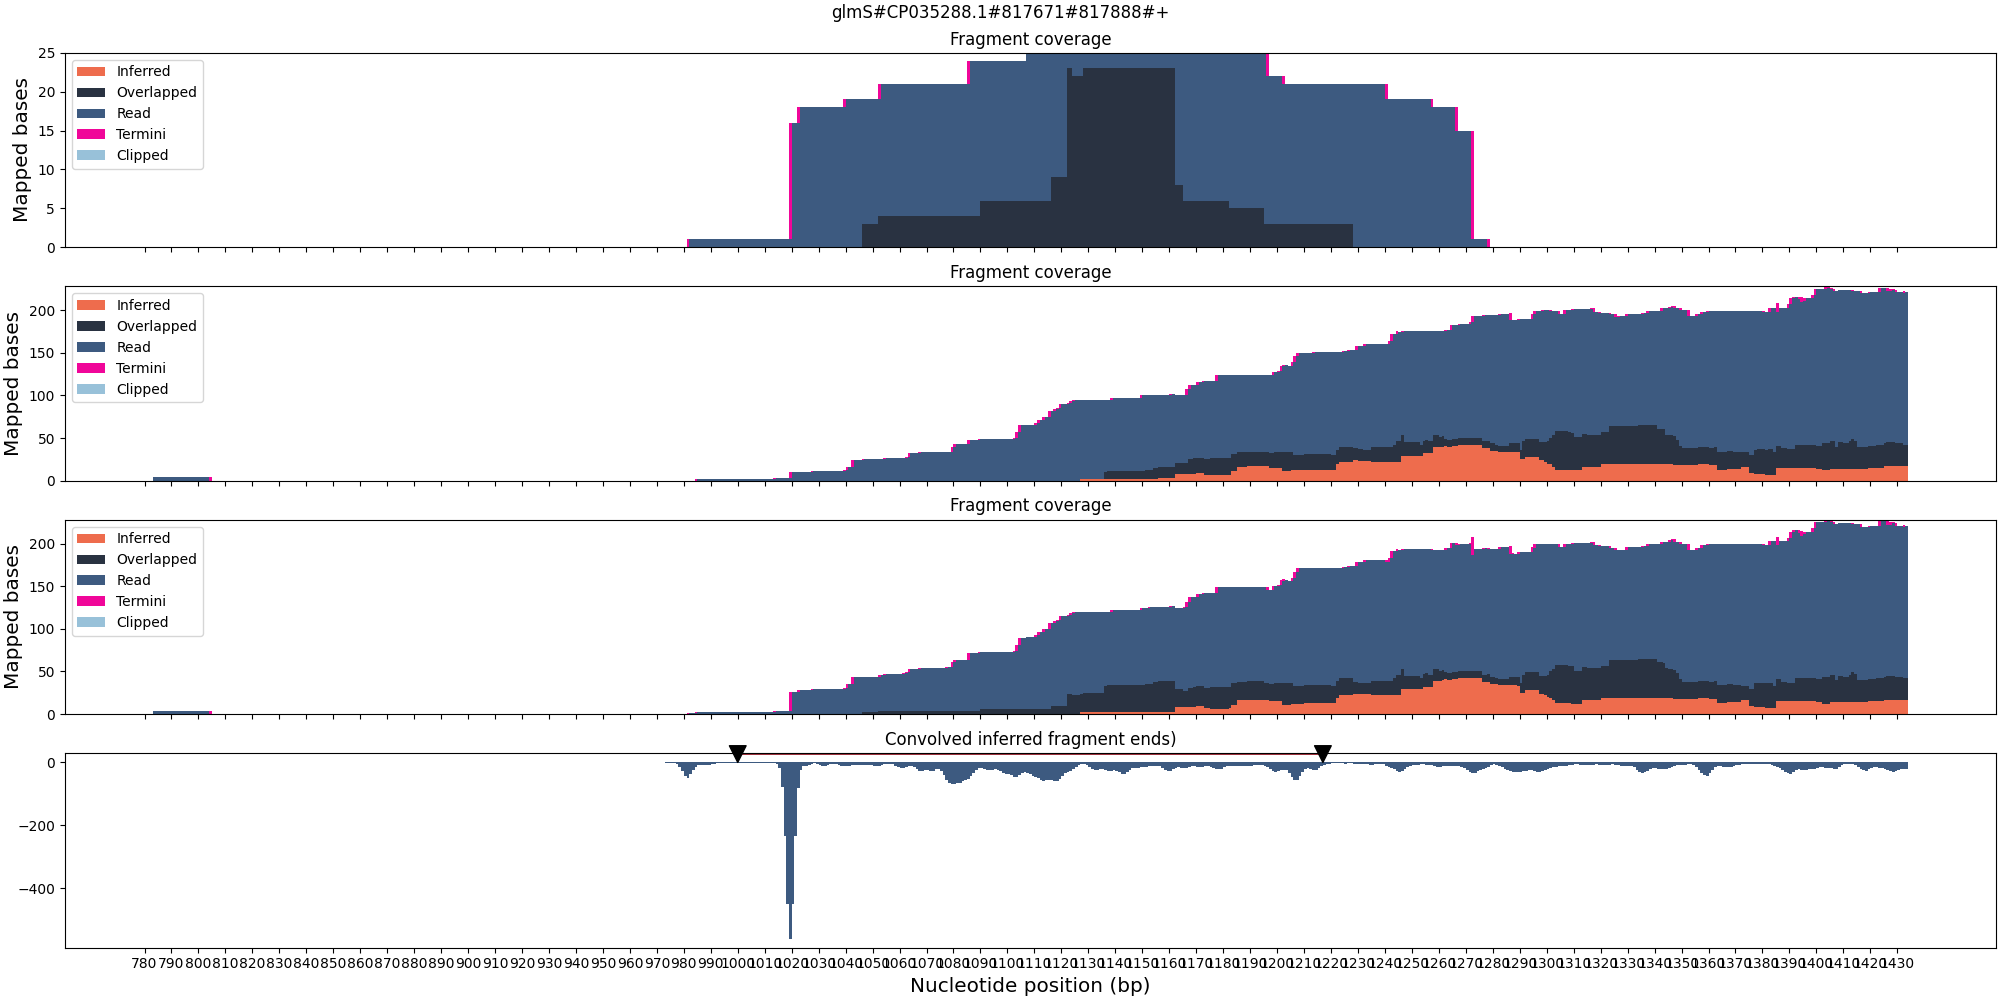 glmS#CP035288.1#817671#817888#+
Fragment coverage
Mapped bases
25
20
15
10
5
0
Inferred
Overlapped
Read
Termini
Clipped
Fragment coverage
Mapped bases
200
150
100
50
0
Inferred
Overlapped
Read
Termini
Clipped
Fragment coverage
Mapped bases
200
150
100
50
0
Inferred
Overlapped
Read
Termini
Clipped
Convolved inferred fragment ends)
0
−200
−400
780 790 800 810 820 830 840 850 860 870 880 890 900 910 920 930 940 950 960 970 980 990 1000 1010 1020 1030 1040 1050 1060 1070 1080 1090 1100 1110 1120 1130 1140 1150 1160 1170 1180 1190 1200 1210 1220 1230 1240 1250 1260 1270 1280 1290 1300 1310 1320 1330 1340 1350 1360 1370 1380 1390 1400 1410 1420 1430
Nucleotide position (bp)